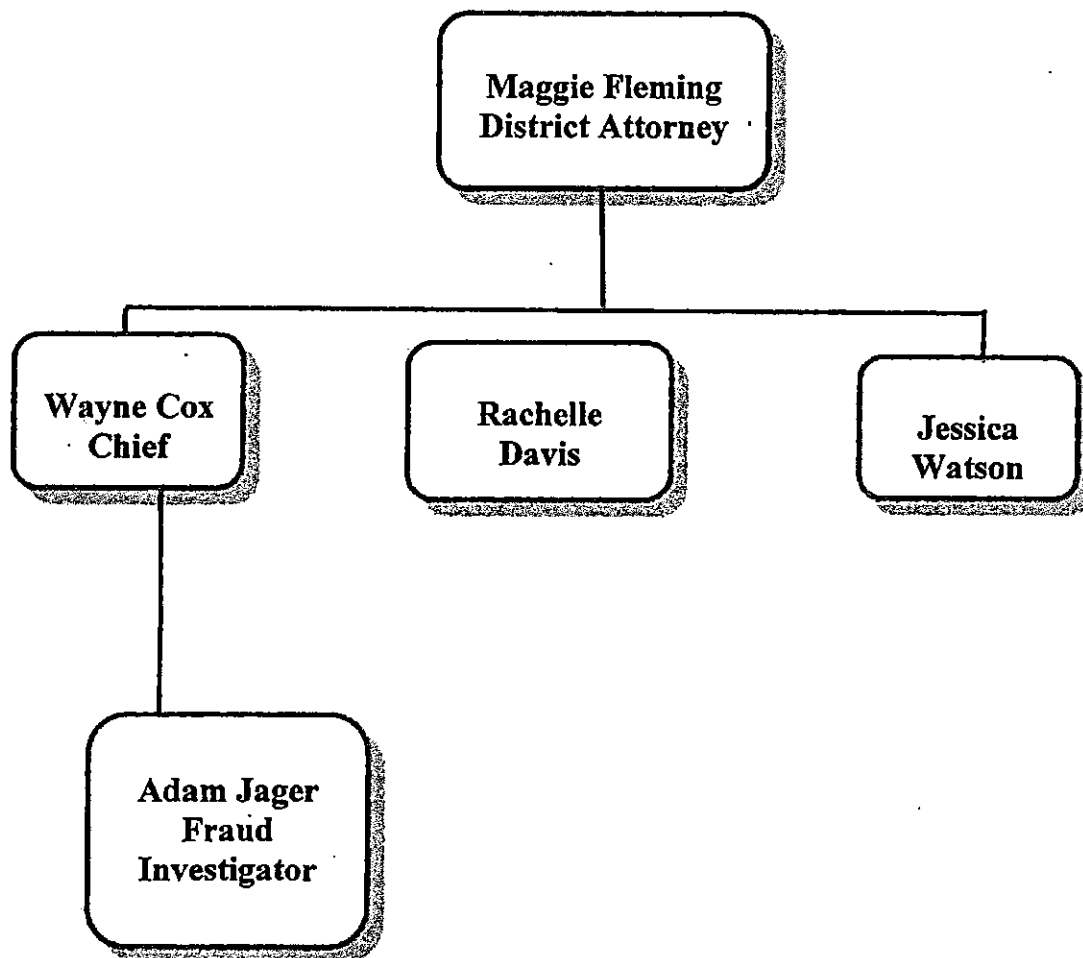 Maggie Fleming
District Attorney
Wayne Cox
Chief
Rachelle
Davis
Jessica
Watson
Adam Jager
Fraud
Investigator